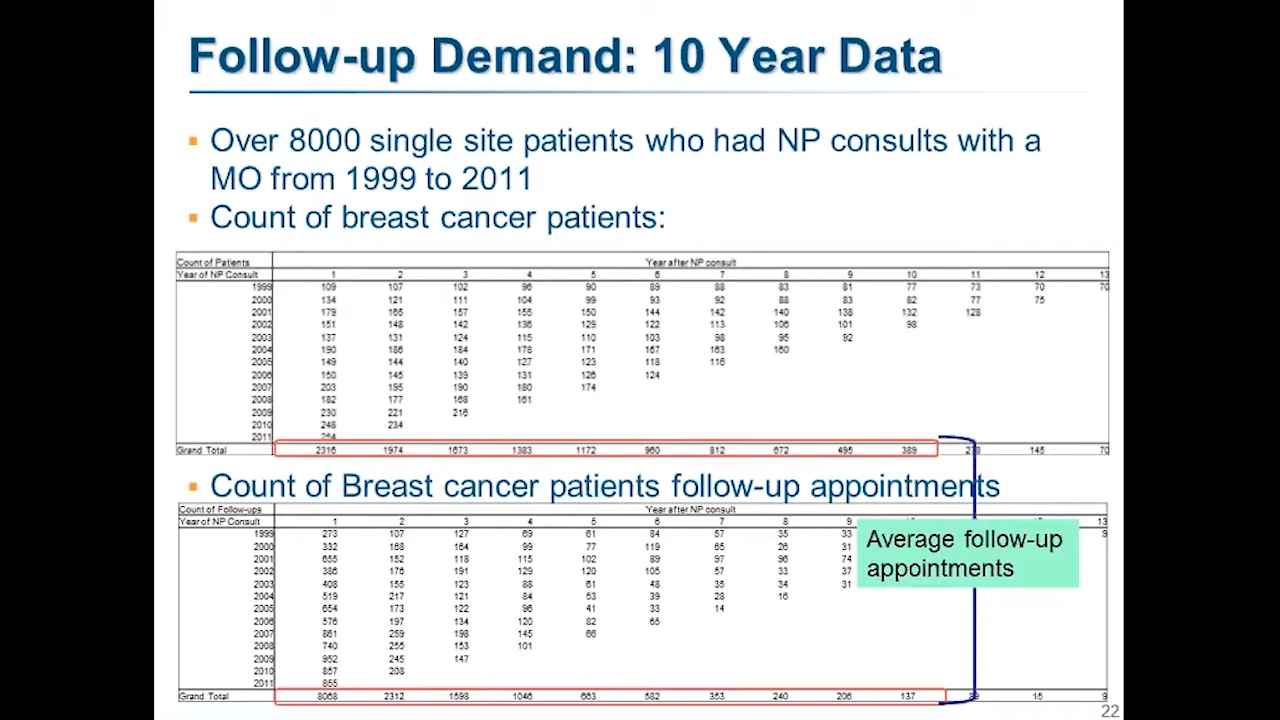 Follow-up Demand: 10 Year Data
Over 8000 single site patients who had NP consults with a
MO from 1999 to 2011
Count of breast cancer patients:
Count of Patients Year after NP consult
Year of NP Consult 1 2 3 4 5 6 7 8 9 10 11 12 13
1999 109 107 102 96 90 89 88 83 81 77 73 70 70
2000 134 121 111 104 99 93 92 88 83 82 77 75
2001 179 165 157 155 150 144 142 140 138 132 128
2002 151 148 142 136 129 122 113 106 101 98
2003 137 131 124 115 110 103 98 95 92
2004 190 186 184 178 171 167 163 160
2005 149 144 140 127 123 118 116
2006 150 145 139 131 126 124
2007 203 195 190 180 174
2008 182 177 168 161
2009 230 221 216
2010 248 234
2011 254
Grand Total 2316 1974 1673 1383 1172 960 812 672 495 389 145 70
Count of Breast cancer patients follow-up appointments
Count of Follow-ups Year after NP consult
Year of NP Consult 1 2 3 4 5 6 7 8 9 13
1999 273 107 127 69 61 84 57 35 33 9
2000 332 168 164 99 77 119 65 26 31
2001 655 152 118 115 102 89 97 96 74
2002 386 176 191 129 120 105 57 33 37
2003 408 155 123 88 61 48 35 34 31
2004 519 217 121 84 53 39 28 16
2005 654 173 122 96 41 33 14
2006 576 197 134 120 82 65
2007 861 259 198 145 66
2008 740 255 153 101
2009 952 245 147
2010 857 208
2011 855
Grand Total 8068 2312 1598 1046 663 582 353 240 206 137 15 9
Average follow-up
appointments
22